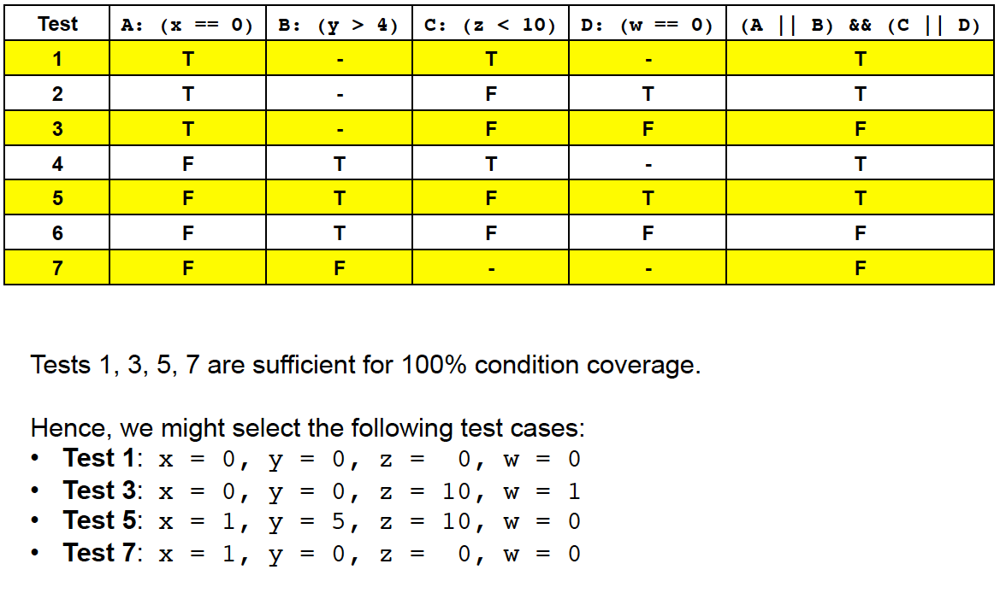 Test A: (x == 0) B: (y > 4) C: (z < 10) D: (w == 0) (A || B) && (C || D)
1 T - T - T
2 T - F T T
3 T - F F F
4 F T T - T
5 F T F T T
6 F T F F F
7 F F - - F
Tests 1, 3, 5, 7 are sufficient for 100% condition coverage.
Hence, we might select the following test cases:
• Test 1: x = 0, y = 0, z = 0, w = 0
• Test 3: x = 0, y = 0, z = 10, w = 1
• Test 5: x = 1, y = 5, z = 10, w = 0
• Test 7: x = 1, y = 0, z = 0, w = 0